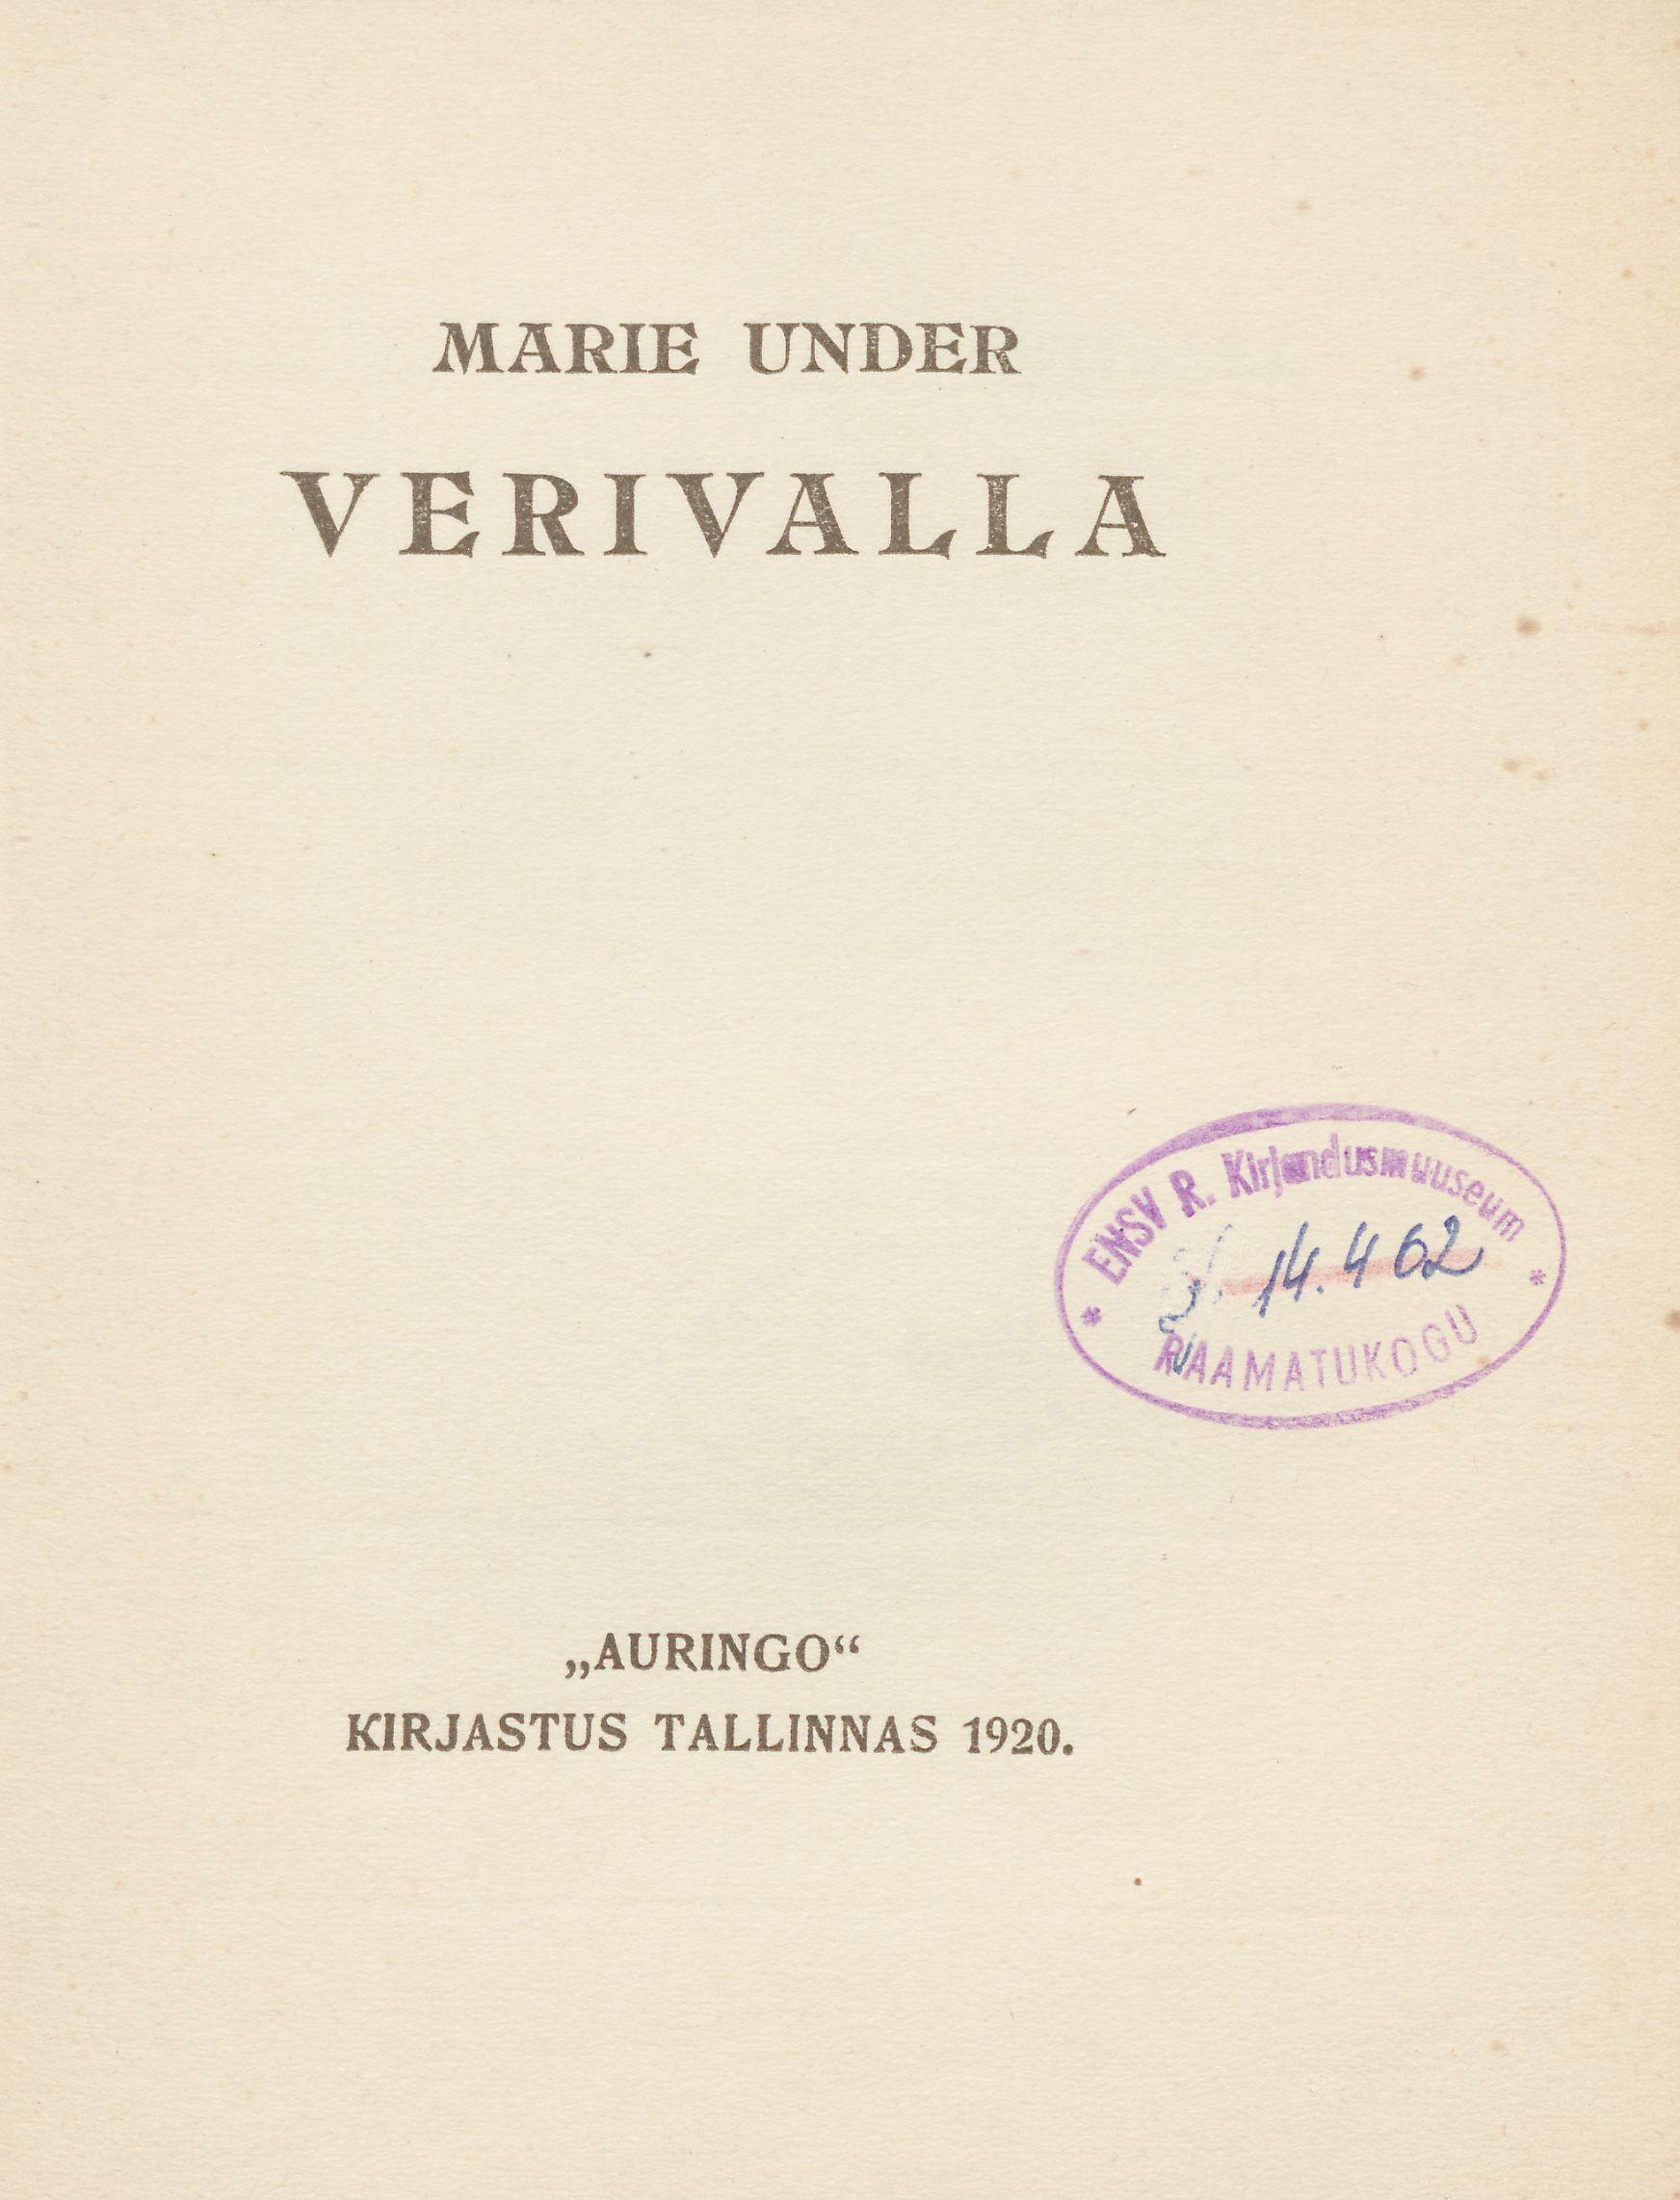 MARIE UNDER
VERIVALLA
ENSV R. Kirjandusmuuseum
14.4 62
RAAMATUKOGU
„AURINGO“
KIRJASTUS TALLINNAS 1920.